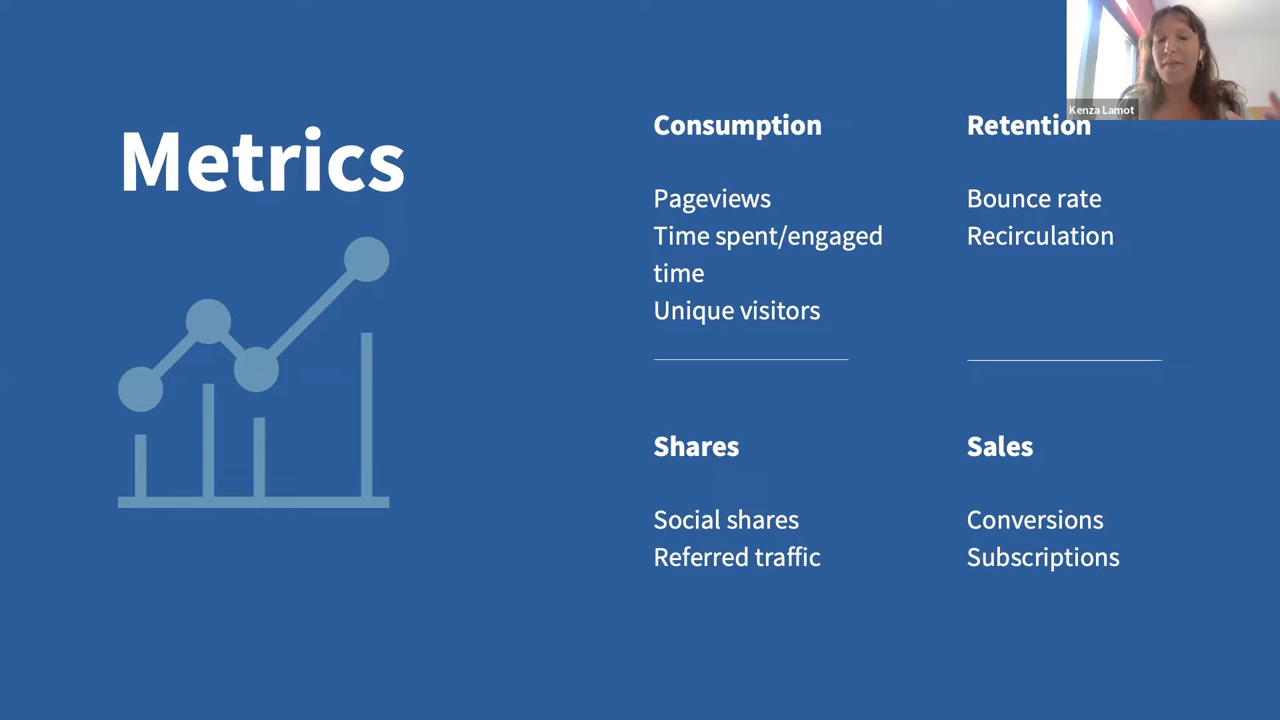 Metrics
Consumption
Pageviews
Time spent/engaged
time
Unique visitors
Retention
Bounce rate
Recirculation
Shares
Social shares
Referred traffic
Sales
Conversions
Subscriptions
Kenza Lamot